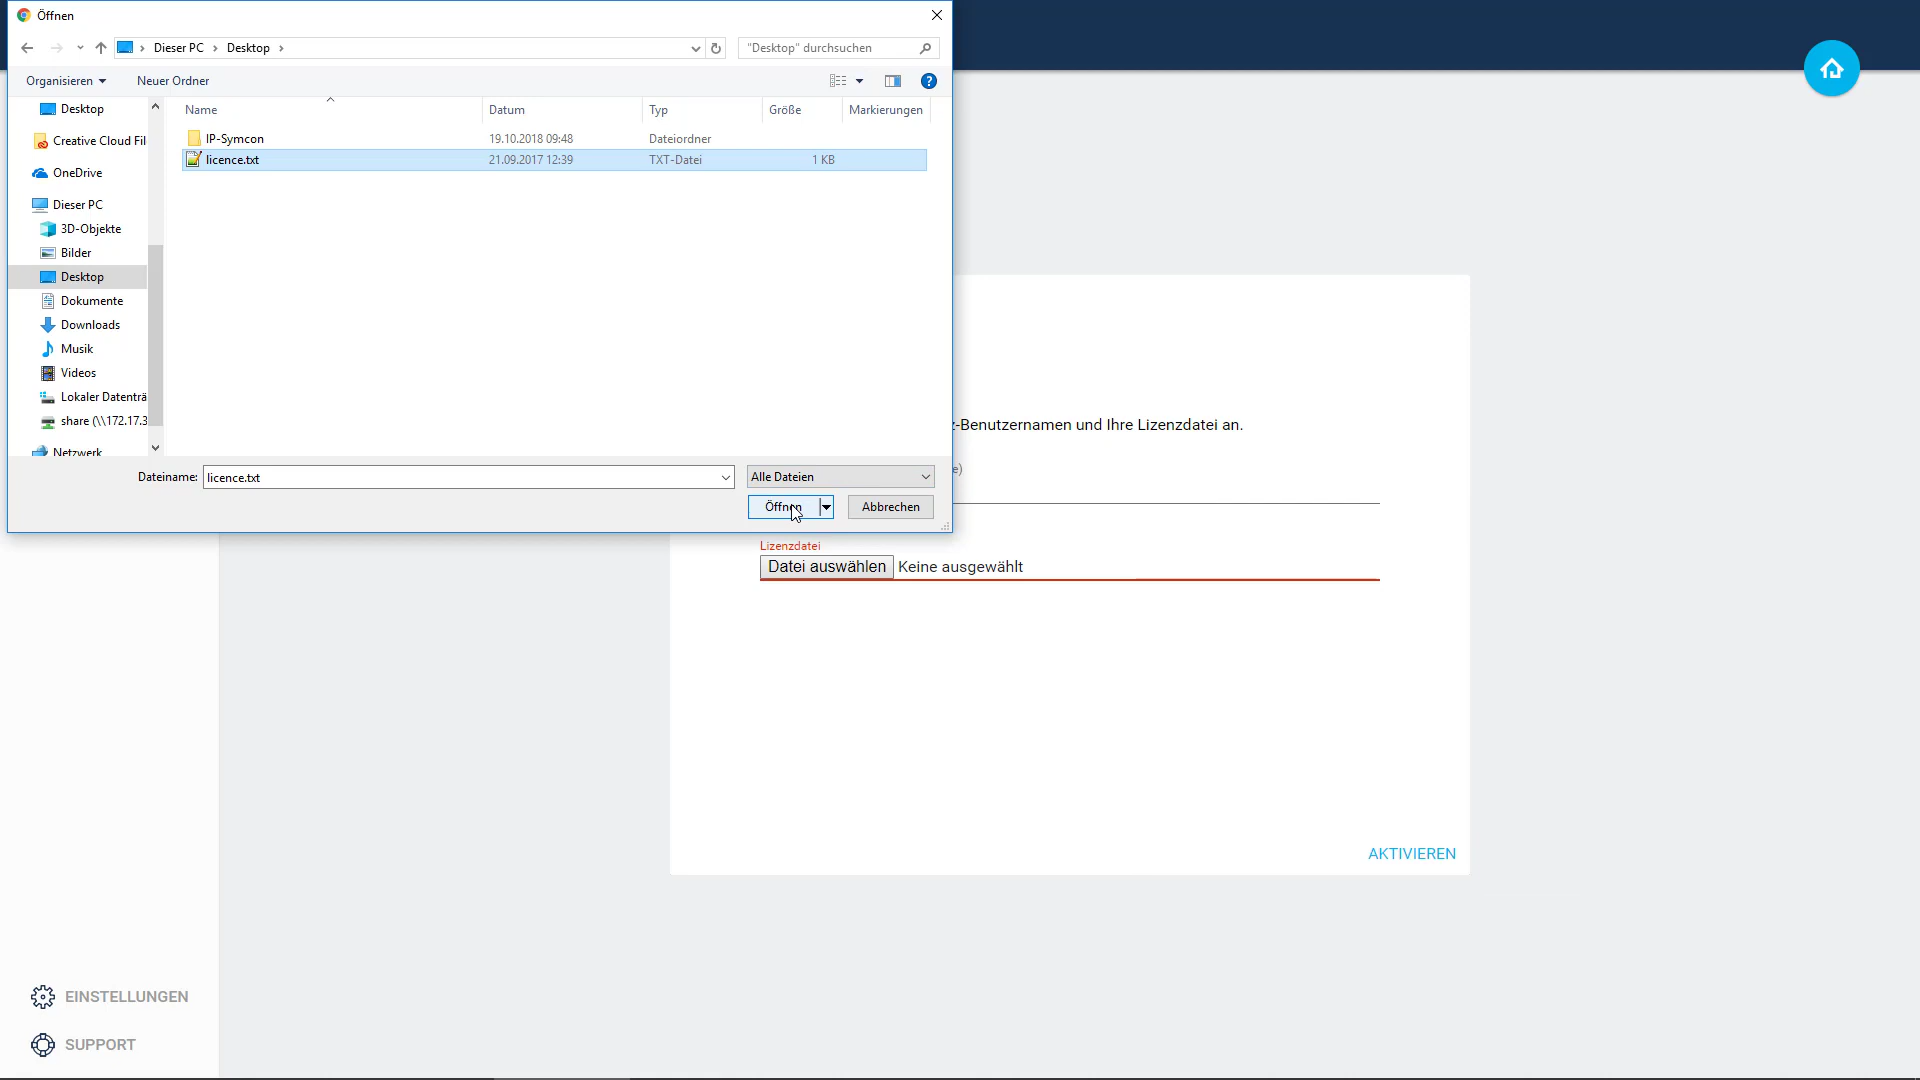 Öffnen
Dieser PC > Desktop >
"Desktop" durchsuchen
Organisieren
Neuer Ordner
Desktop
Creative Cloud Fil
OneDrive
Dieser PC
3D-Objekte
Bilder
Desktop
Dokumente
Downloads
Musik
Videos
Lokaler Datenträ
share (\\172.17.3
Netzwerk
Name Datum Typ Größe Markierungen
IP-Symcon 19.10.2018 09:48 Dateiordner
licence.txt 21.09.2017 12:39 TXT-Datei 1 KB
Dateiname: licence.txt Alle Dateien
Öffnen Abbrechen
z-Benutzernamen und Ihre Lizenzdatei an.
e)
Lizenzdatei
Datei auswählen Keine ausgewählt
AKTIVIEREN
EINSTELLUNGEN
SUPPORT